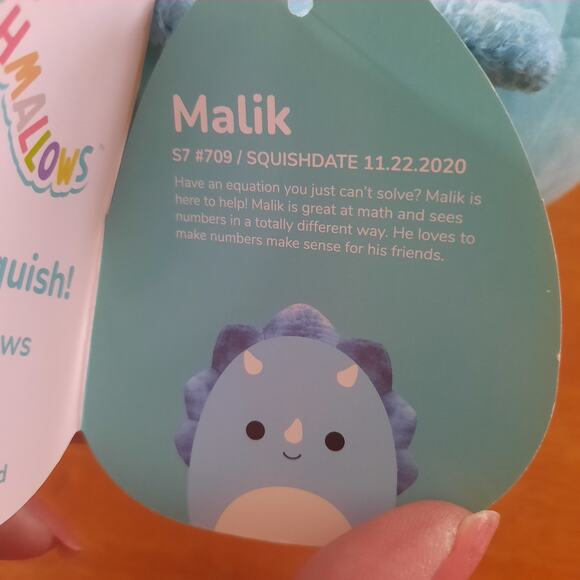 HMALLOWS
quish!
ws
d
Malik
S7 #709 / SQUISHDATE 11.22.2020
Have an equation you just can't solve? Malik is
here to help! Malik is great at math and sees
numbers in a totally different way. He loves to
make numbers make sense for his friends.